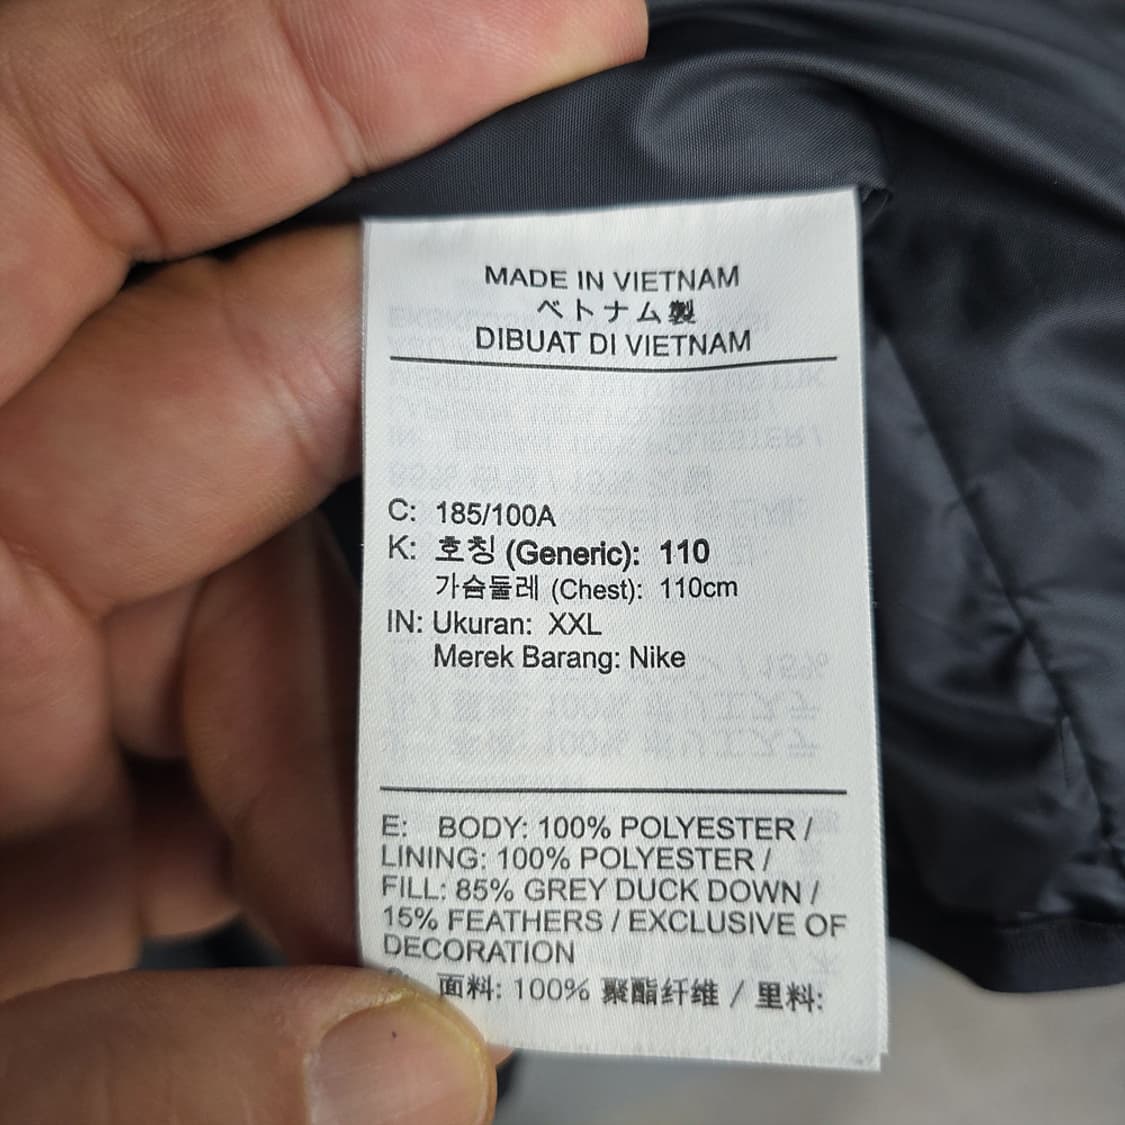 MADE IN VIETNAM
ベトナム製
DIBUAT DI VIETNAM
C: 185/100A
K: 호칭 (Generic): 110
가슴둘레 (Chest): 110cm
IN: Ukuran: XXL
Merek Barang: Nike
E: BODY: 100% POLYESTER /
LINING: 100% POLYESTER /
FILL: 85% GREY DUCK DOWN /
15% FEATHERS / EXCLUSIVE OF
DECORATION
面料: 100% 聚酯纤维 / 里料: